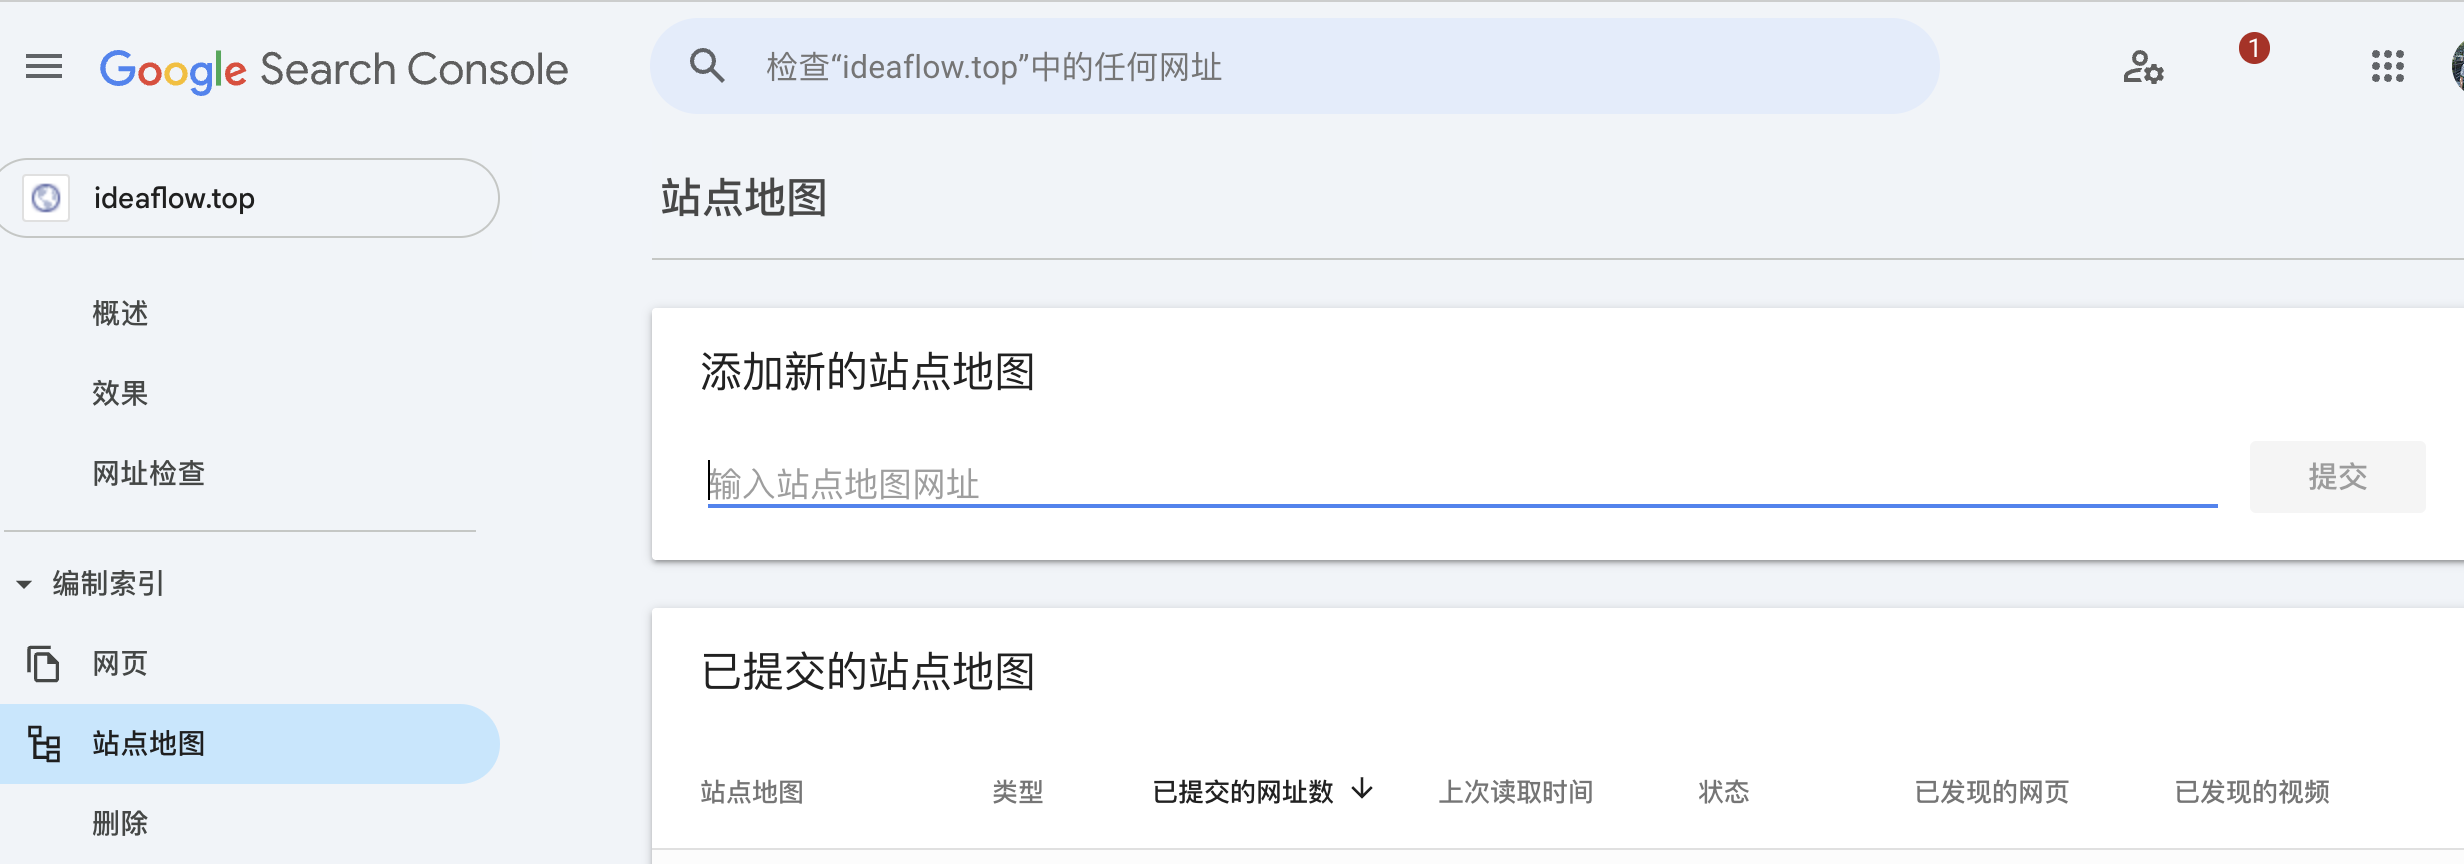 Google Search Console
检查“ideaflow.top”中的任何网址
1
ideaflow.top
概述
效果
网址检查
编制索引
网页
站点地图
删除
站点地图
添加新的站点地图
输入站点地图网址
提交
已提交的站点地图
站点地图 类型 已提交的网址数 上次读取时间 状态 已发现的网页 已发现的视频